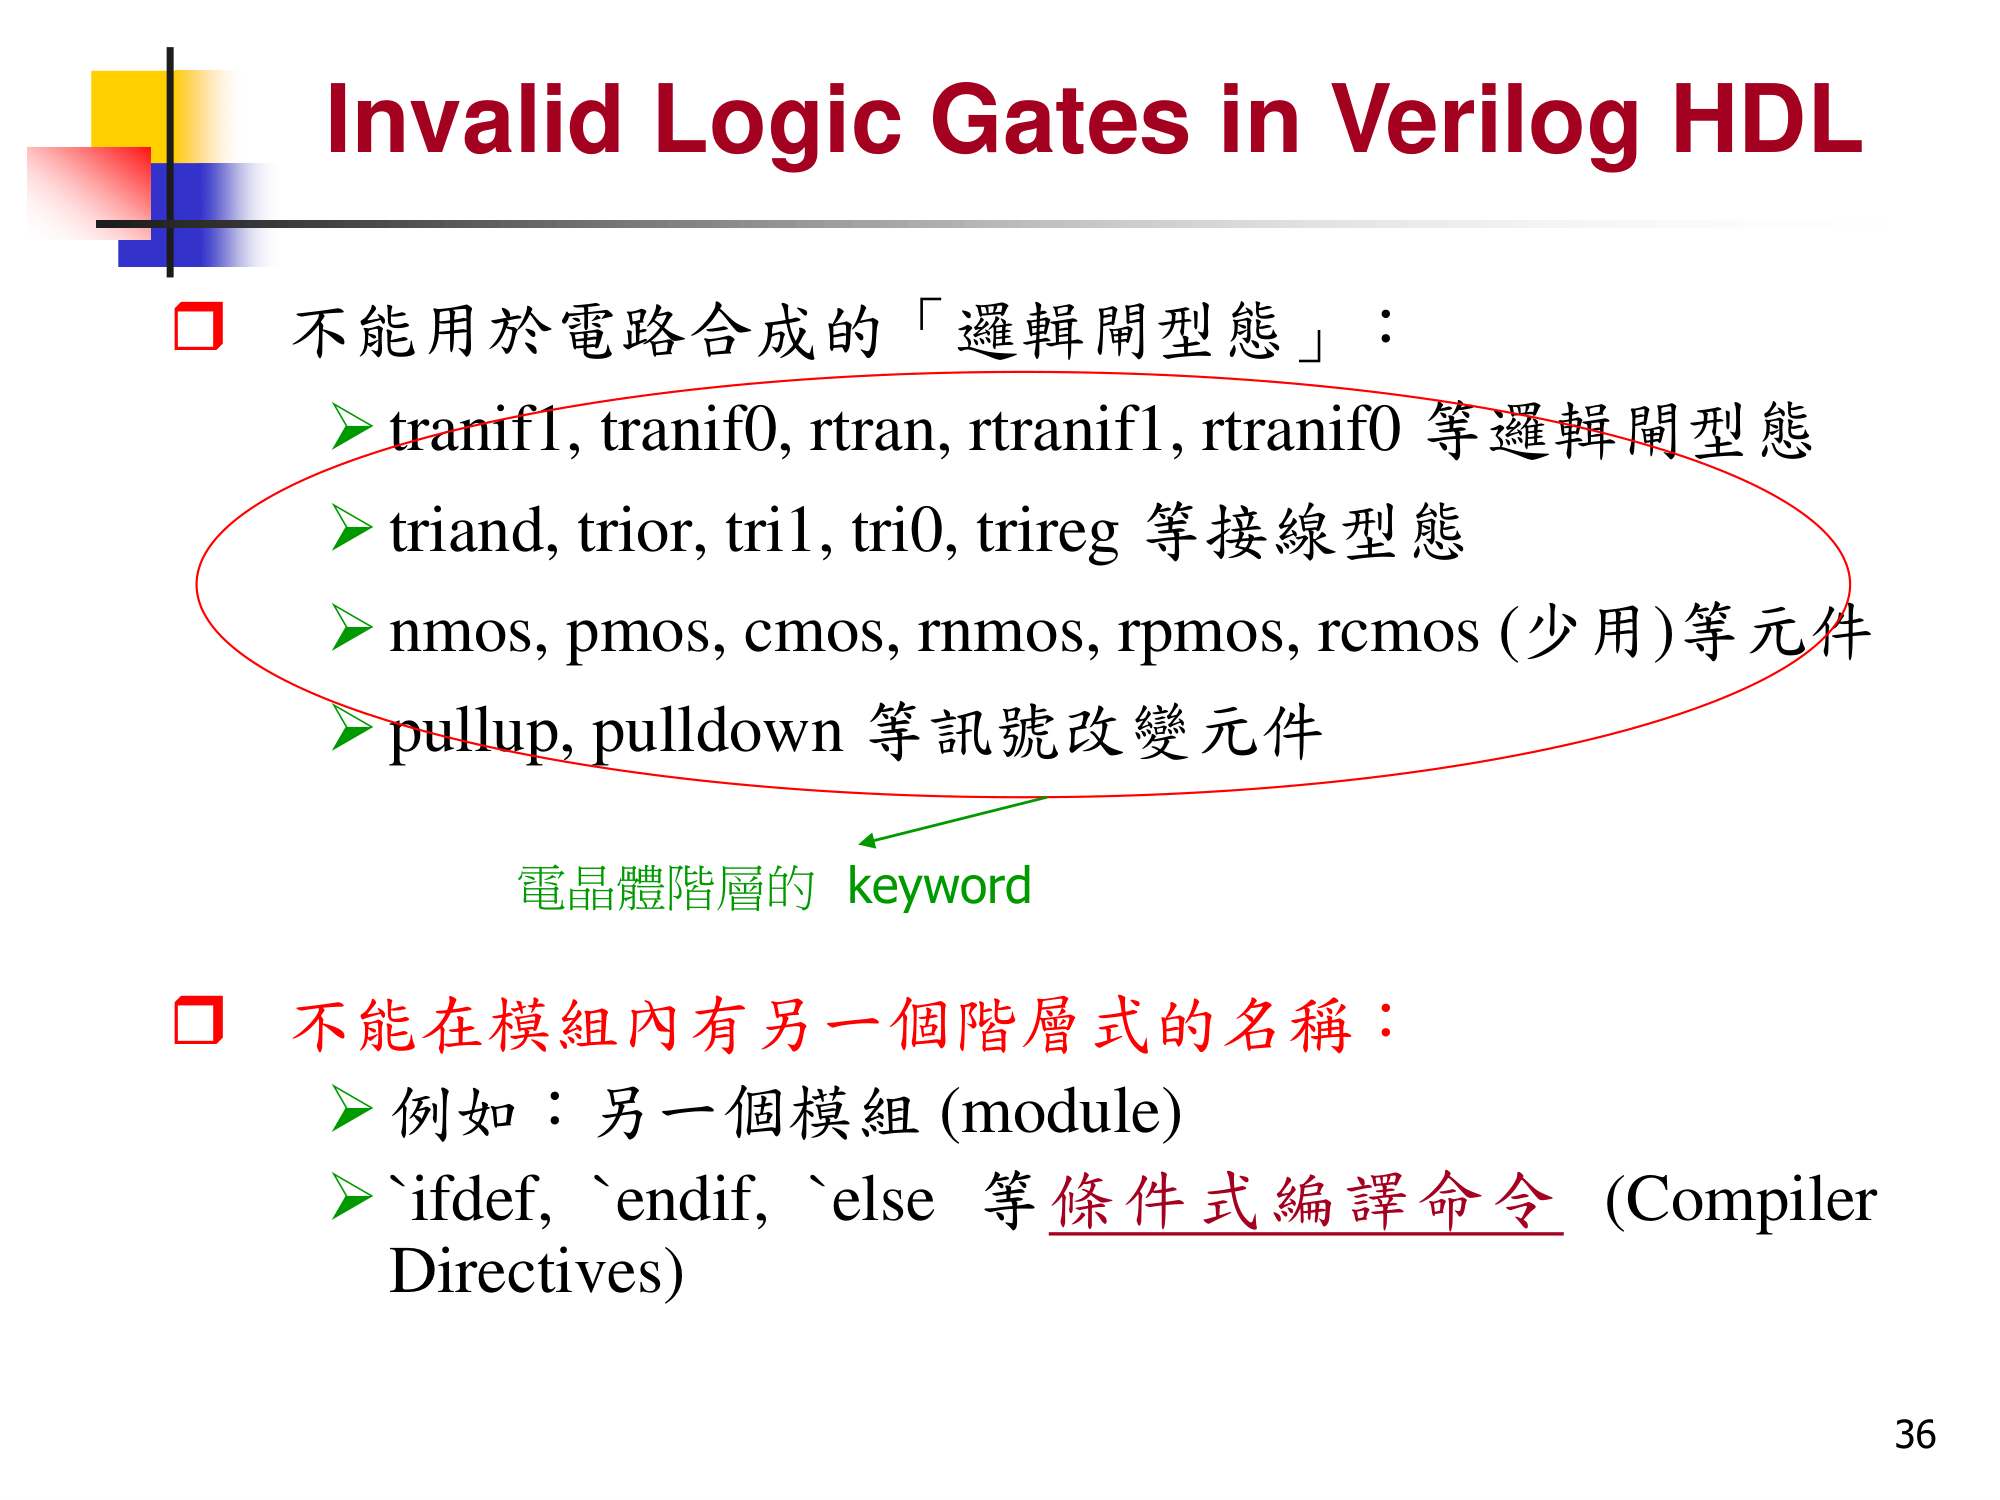 Invalid Logic Gates in Verilog HDL
不能用於電路合成的「邏輯閘型態」：
tranif1, tranif0, rtran, rtranif1, rtranif0 等邏輯閘型態
triand, trior, tri1, tri0, trireg 等接線型態
nmos, pmos, cmos, rnmos, rpmos, rcmos (少用)等元件
pullup, pulldown 等訊號改變元件
電晶體階層的 keyword
不能在模組內有另一個階層式的名稱：
例如：另一個模組 (module)
`ifdef, `endif, `else 等條件式編譯命令 (Compiler
Directives)
36